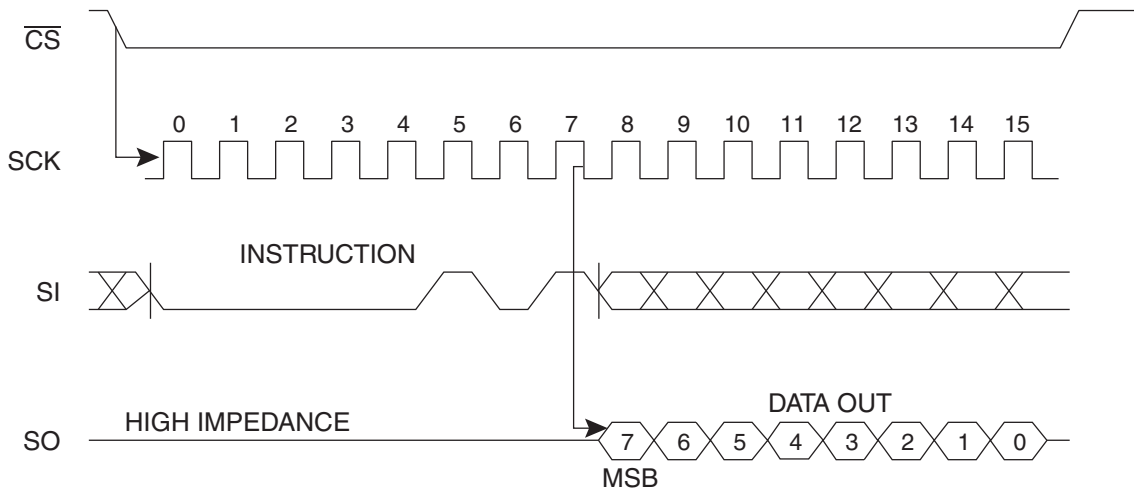 CS
0 1 2 3 4 5 6 7 8 9 10 11 12 13 14 15
SCK
INSTRUCTION
SI
HIGH IMPEDANCE
DATA OUT
SO
7 6 5 4 3 2 1 0
MSB